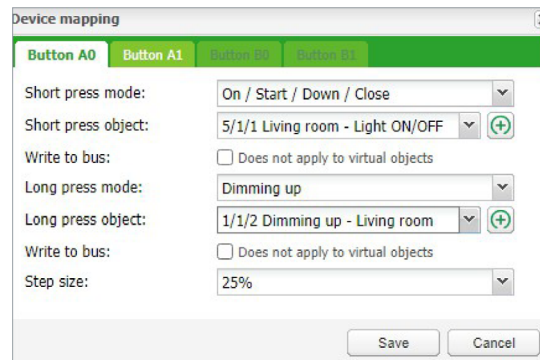 Device mapping
Button A0 Button A1 Button B0 Button B1
Short press mode: On / Start / Down / Close
Short press object: 5/1/1 Living room - Light ON/OFF
Write to bus: Does not apply to virtual objects
Long press mode: Dimming up
Long press object: 1/1/2 Dimming up - Living room
Write to bus: Does not apply to virtual objects
Step size: 25%
Save Cancel